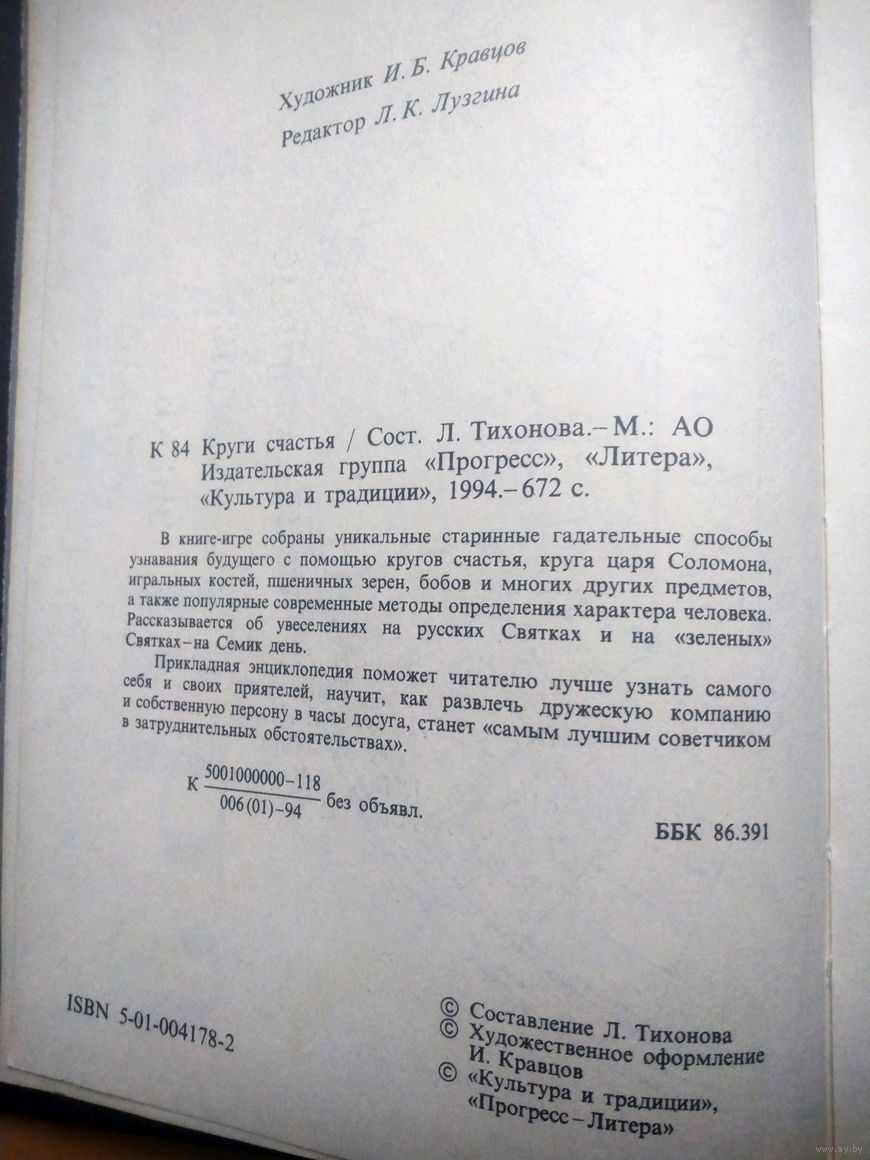 Художник И. Б. Кравцов
Редактор Л. К. Лузгина
К 84 Круги счастья / Сост. Л. Тихонова.–М.: АО
Издательская группа «Прогресс», «Литера»,
«Культура и традиции», 1994.–672 с.
В книге-игре собраны уникальные старинные гадательные способы
узнавания будущего с помощью кругов счастья, круга царя Соломона,
игральных костей, пшеничных зерен, бобов и многих других предметов,
а также популярные современные методы определения характера человека.
Рассказывается об увеселениях на русских Святках и на «зеленых»
Святках–на Семик день.
Прикладная энциклопедия поможет читателю лучше узнать самого
себя и своих приятелей, научит, как развлечь дружескую компанию
и собственную персону в часы досуга, станет «самым лучшим советчиком
в затруднительных обстоятельствах».
К 5001000000–118
006(01)–94 без объявл.
ББК 86.391
ISBN 5-01-004178-2
© Составление Л. Тихонова
© Художественное оформление
И. Кравцов
© «Культура и традиции»,
«Прогресс–Литера»
www.ay.by